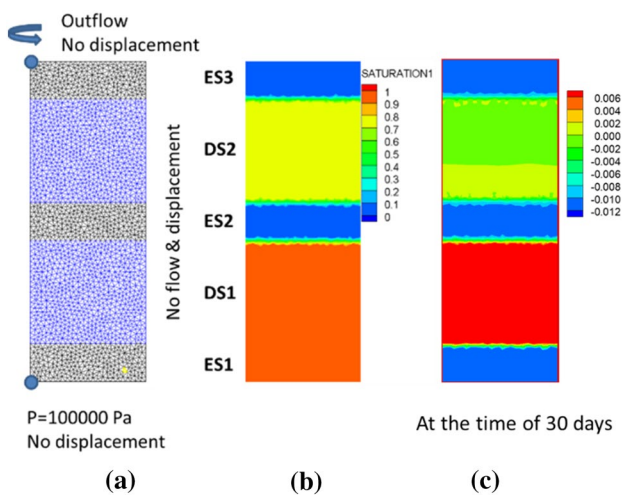 Outflow
No displacement
No flow & displacement
P=100000 Pa
No displacement
(a)
ES3
DS2
ES2
DS1
ES1
SATURATION1
1
0.9
0.8
0.7
0.6
0.5
0.4
0.3
0.2
0.1
0
(b)
0.006
0.004
0.002
0.000
-0.002
-0.004
-0.006
-0.008
-0.010
-0.012
At the time of 30 days
(c)